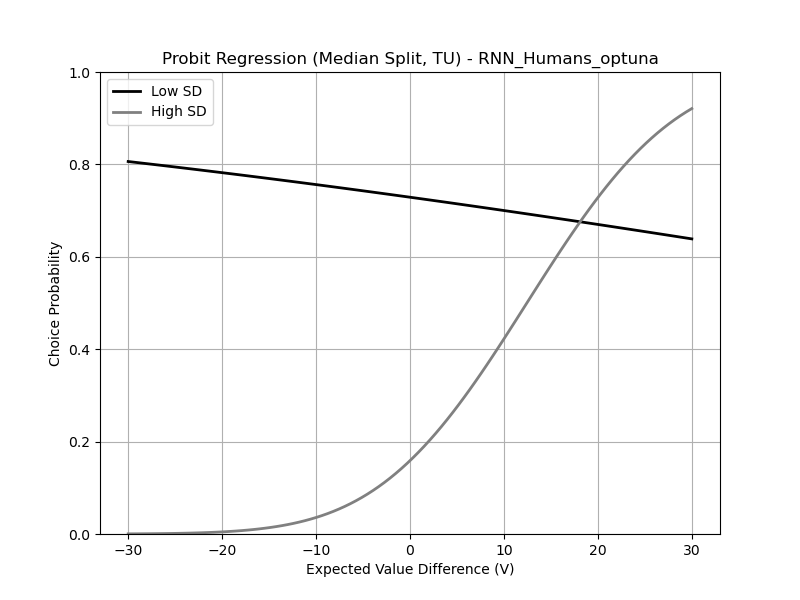 Probit Regression (Median Split, TU) - RNN_Humans_optuna
Low SD
High SD
1.0
0.8
0.6
0.4
0.2
0.0
Choice Probability
−30
−20
−10
0
10
20
30
Expected Value Difference (V)